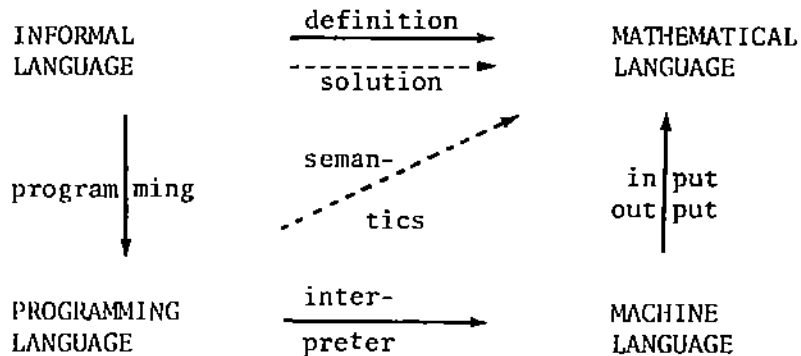 definition
INFORMAL MATHEMATICAL
LANGUAGE LANGUAGE
solution
seman-
program ming in put
out put
tics
PROGRAMMING inter- MACHINE
LANGUAGE LANGUAGE
preter